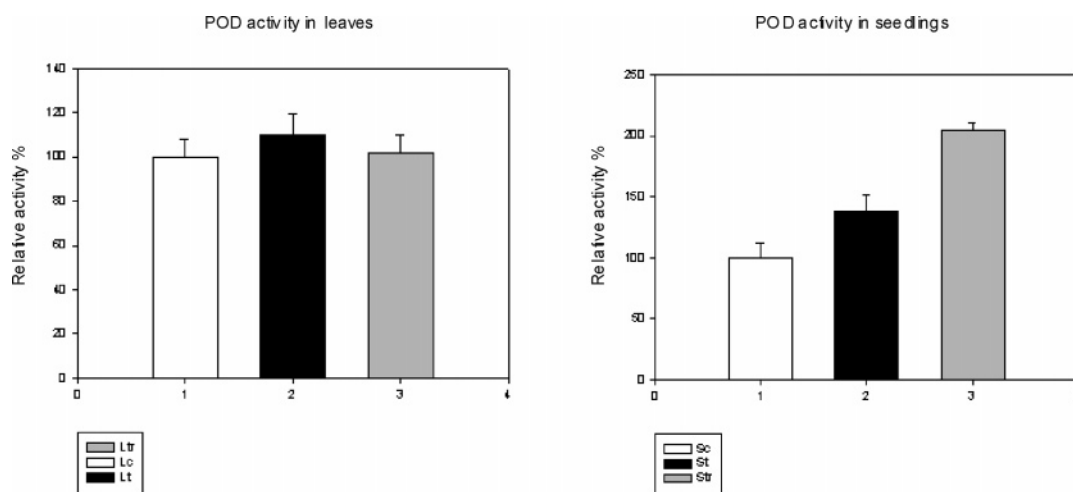 POD activity in leaves
Relative activity %
140
120
100
80
60
40
20
0
0 1 2 3 4
Ltr
Lc
Lt
POD activity in seedlings
Relative activity %
250
200
150
100
50
0
0 1 2 3
Sc
St
Str